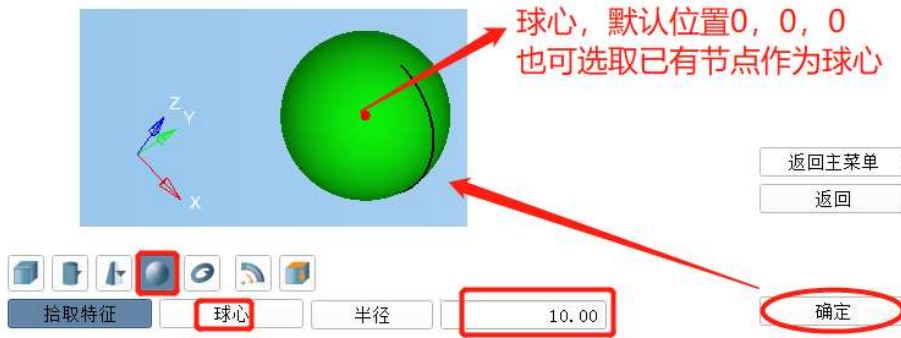 球心，默认位置0，0，0
也可选取已有节点作为球心
Z
Y
X
返回主菜单
返回
拾取特征 球心 半径 10.00 确定